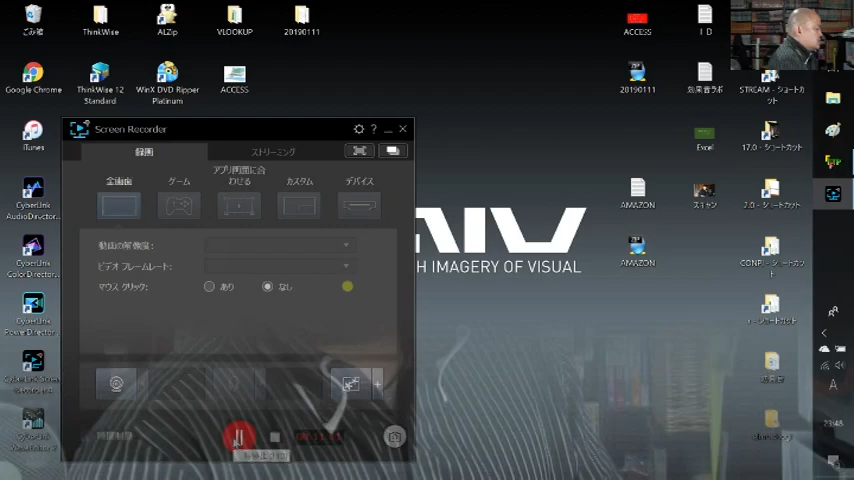 ごみ箱
ThinkWise
ALZip
VLOOKUP
20190111
ACCESS
I D
Google Chrome
ThinkWise 12
Standard
WinX DVD Ripper
Platinum
ACCESS
20190111
効果音ラボ
STREAM - ショートカ
ット
Screen Recorder
iTunes
録画
ストリーミング
Excel
17.0 - ショートカット
全画面
ゲーム
アプリ画面に合
わせる
カスタム
デバイス
CyberLink
AudioDirector...
AMAZON
スキャン
2.0 - ショートカット
H IMAGERY OF VISUAL
動画の解像度:
ビデオ フレームレート:
マウス クリック:
あり
なし
CyberLink
ColorDirector...
AMAZON
CyberLink
PowerDirector...
時間制限
23:48